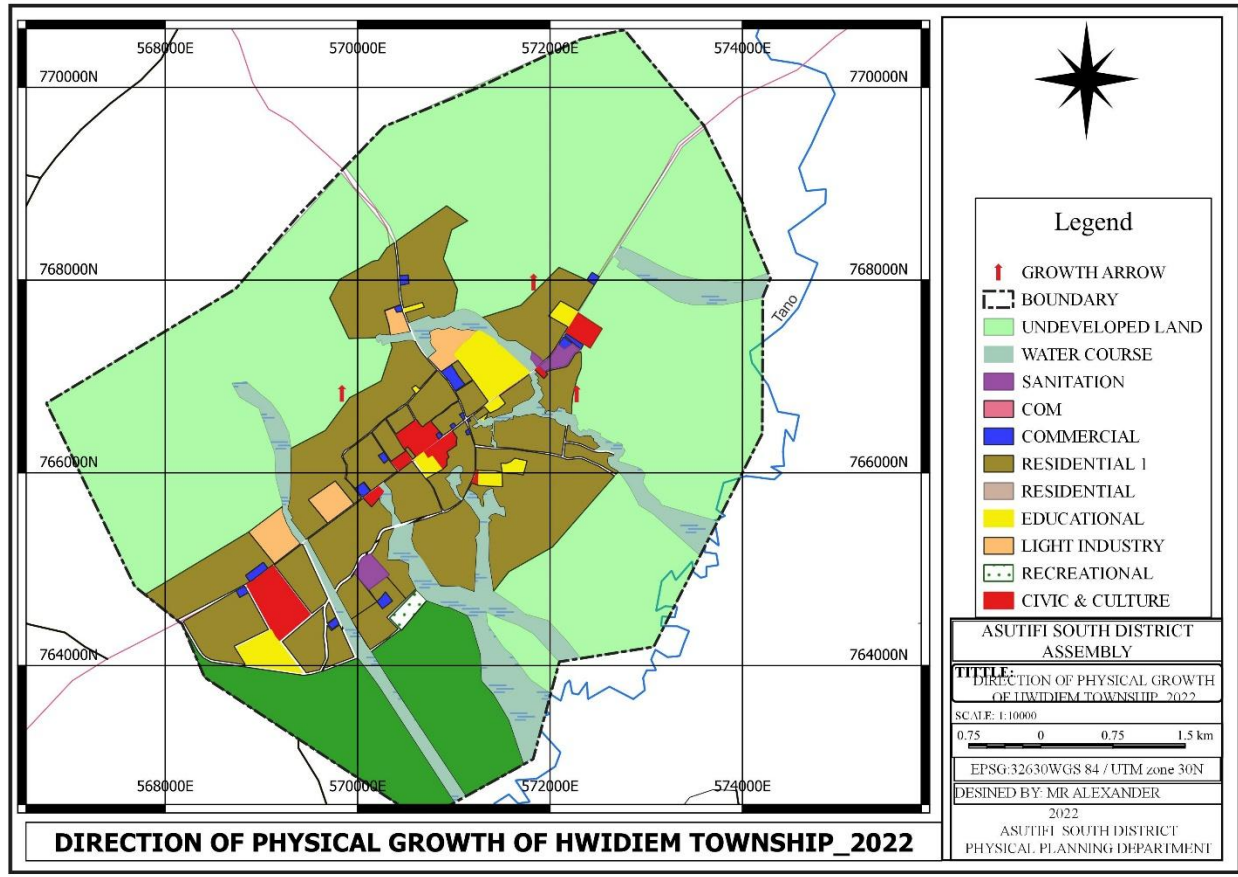 568000E 570000E 572000E 574000E
770000N 770000N
768000N 768000N
Tano
766000N 766000N
764000N 764000N
568000E 570000E 572000E 574000E
DIRECTION OF PHYSICAL GROWTH OF HWIDIEM TOWNSHIP_2022
Legend
GROWTH ARROW
BOUNDARY
UNDEVELOPED LAND
WATER COURSE
SANITATION
COM
COMMERCIAL
RESIDENTIAL 1
RESIDENTIAL
EDUCATIONAL
LIGHT INDUSTRY
RECREATIONAL
CIVIC & CULTURE
ASUTIFI SOUTH DISTRICT
ASSEMBLY
TITTLE:
DIRECTION OF PHYSICAL GROWTH
OF HWIDIEM TOWNSHIP_2022
SCALE: 1:10000
0.75 0 0.75 1.5 km
EPSG:32630WGS 84 / UTM zone 30N
DESINED BY: MR ALEXANDER
2022
ASUTIFI SOUTH DISTRICT
PHYSICAL PLANNING DEPARTMENT